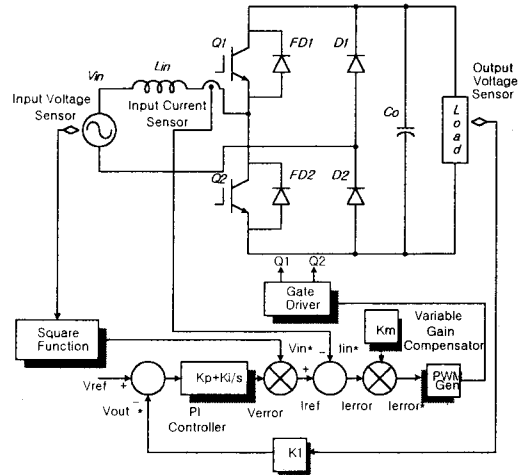 Q1
FD1
D1
Vin
Lin
Output
Voltage
Sensor
Input Voltage
Sensor
Input Current
Sensor
Co
Load
Q2
FD2
D2
Q1 Q2
Gate
Driver
Km
Variable
Gain
Compensator
Square
Function
Vin*
Iin*
Vref
+
-
Kp+Ki/s
+
-
PWM
Gen
Vout *
PI
Controller
Verror
Iref
Ierror
Ierror*
K1